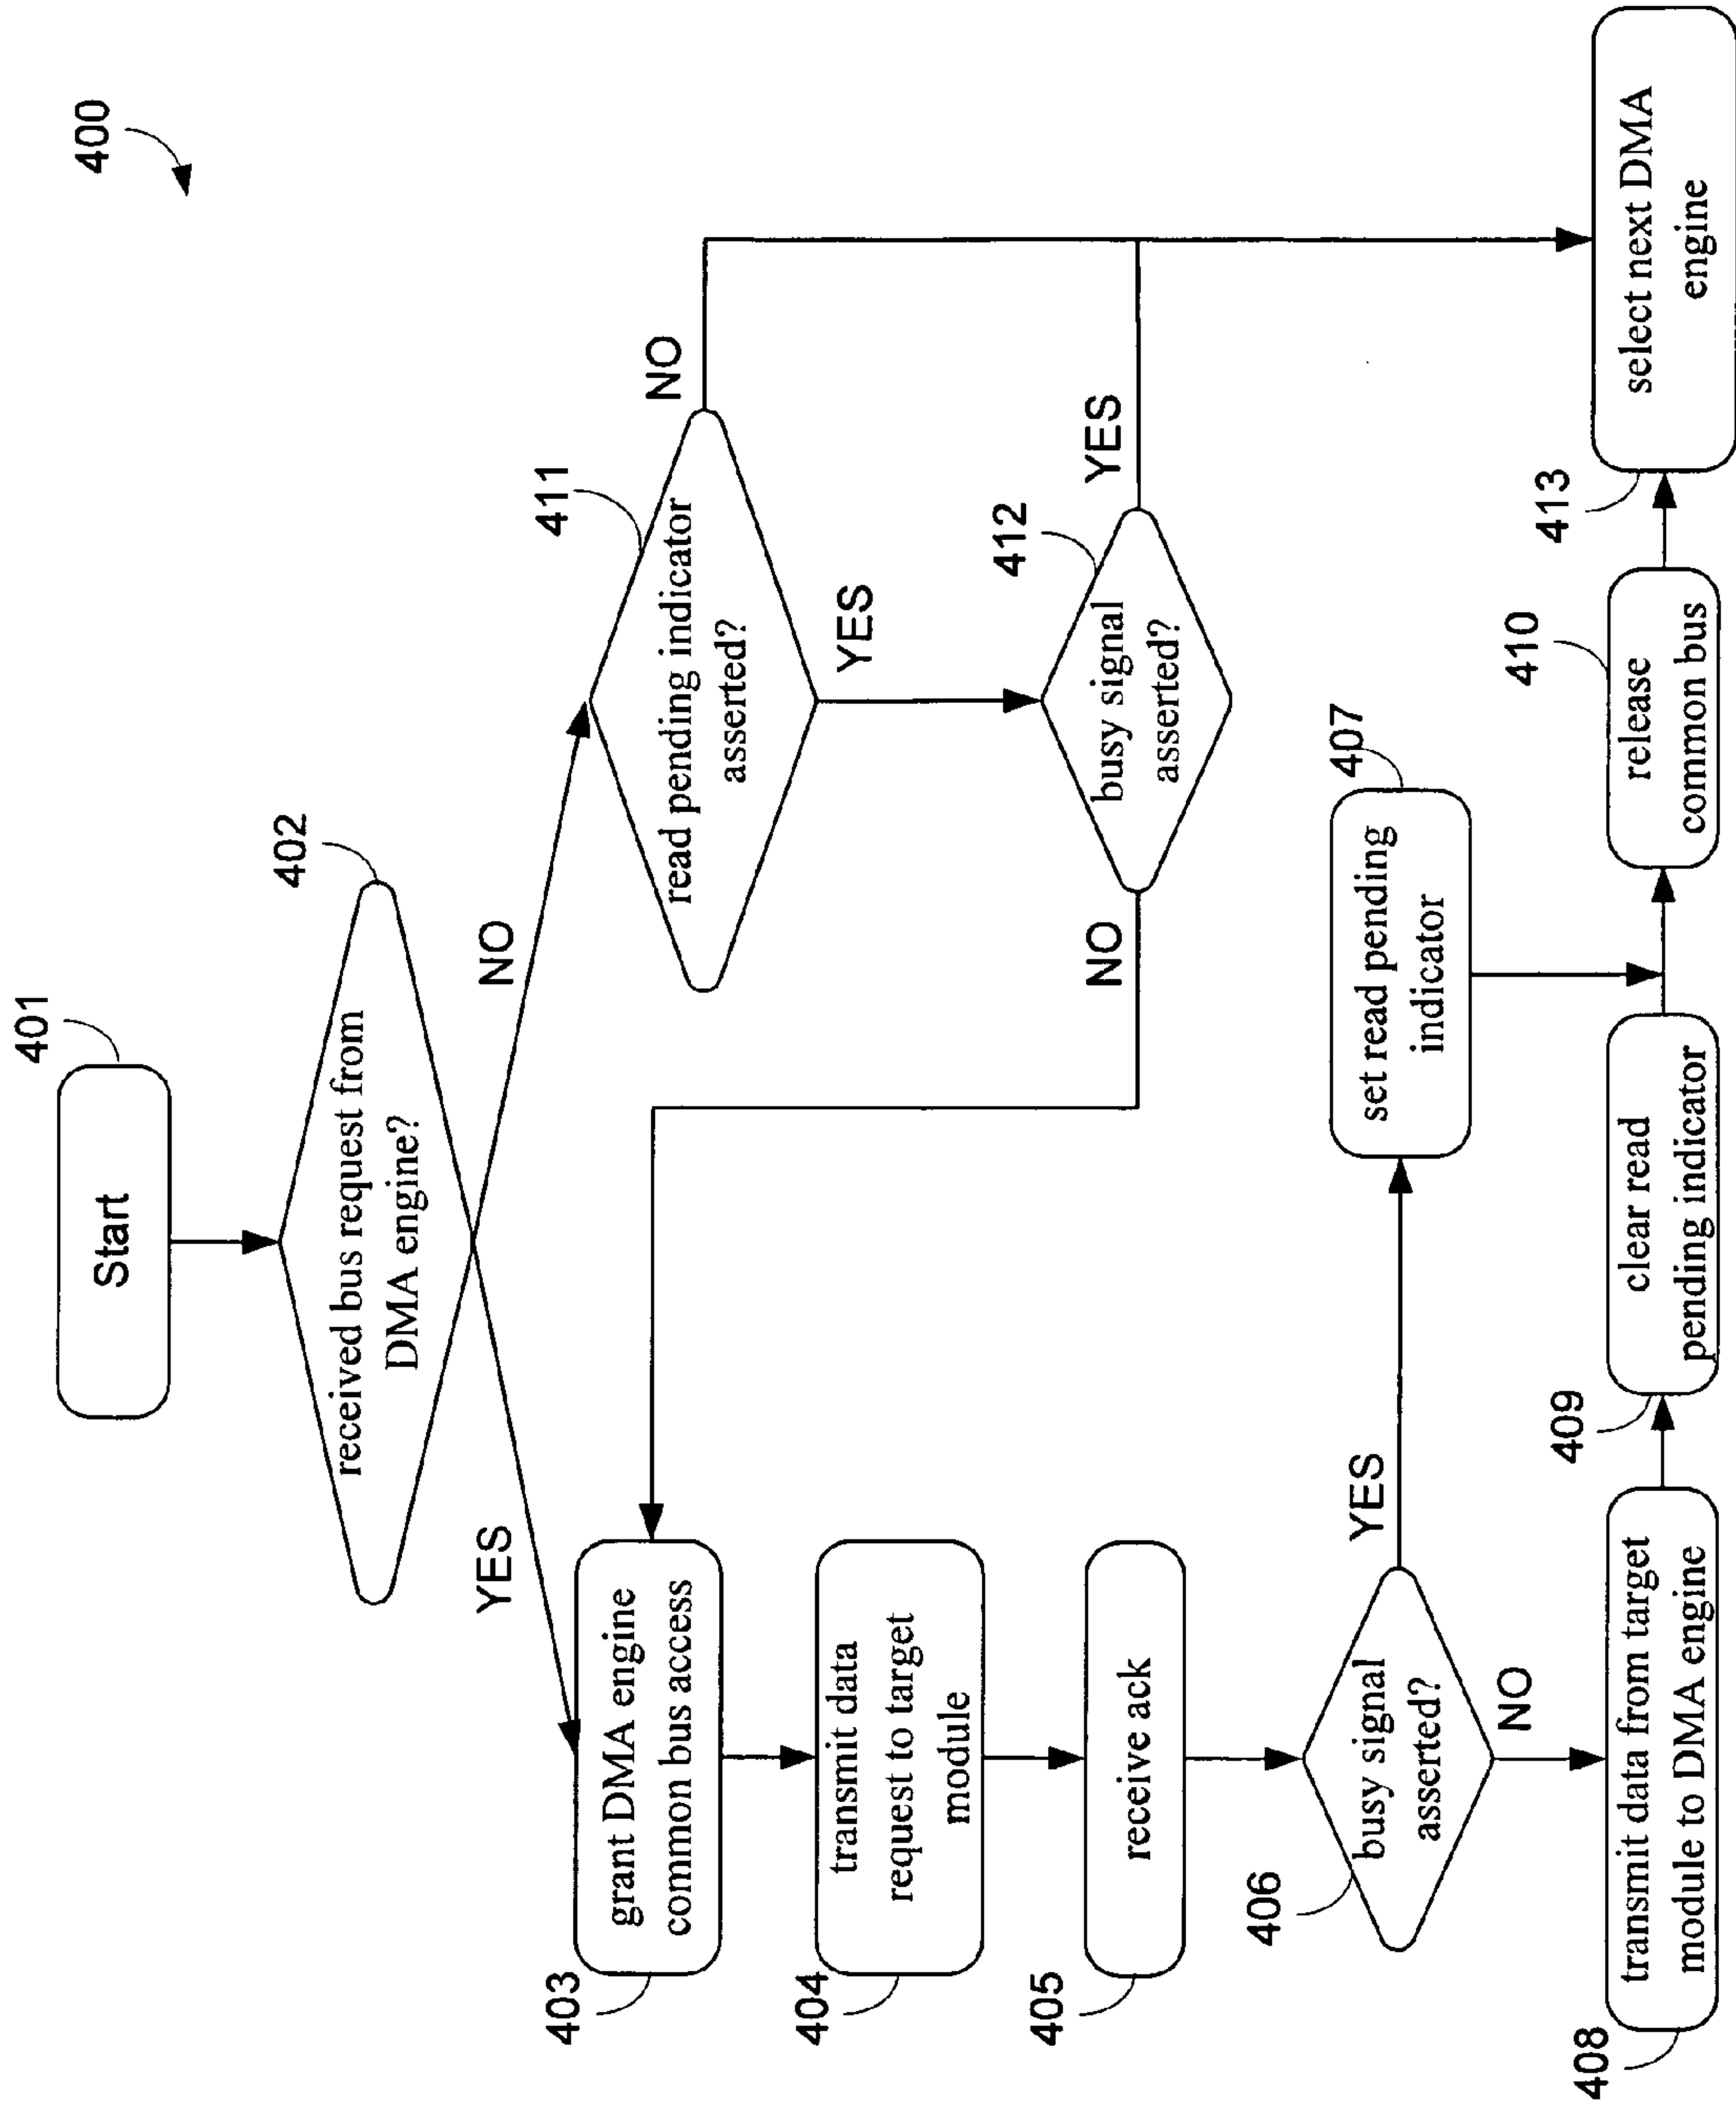 400
401
Start
402
received bus request from
DMA engine?
YES
NO
403
grant DMA engine
common bus access
404
transmit data
request to target
module
405
receive ack
406
busy signal
asserted?
YES
NO
407
set read pending
indicator
408
transmit data from target
module to DMA engine
409
clear read
pending indicator
410
release
common bus
411
read pending indicator
asserted?
NO
YES
412
busy signal
asserted?
NO
YES
413
select next DMA
engine